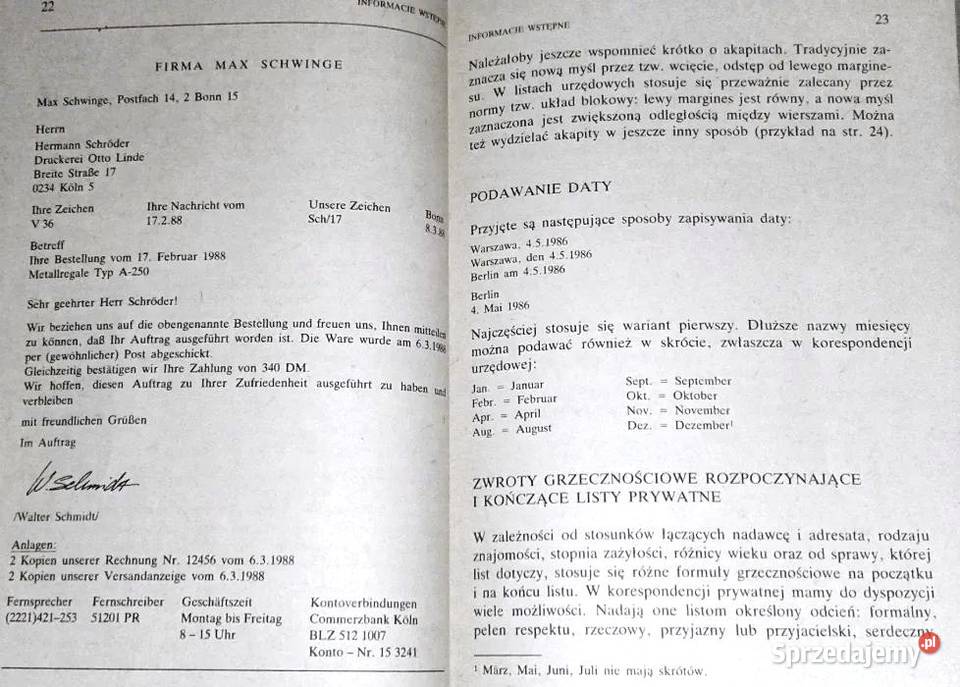 22
INFORMACJE WSTĘPNE
FIRMA MAX SCHWINGE
Max Schwinge, Postfach 14, 2 Bonn 15
Herrn
Hermann Schröder
Druckerei Otto Linde
Breite Straße 17
0234 Köln 5
Ihre Zeichen Ihre Nachricht vom Unsere Zeichen Bonn
V 36 17.2.88 Sch/17 8.3.88
Betreff
Ihre Bestellung vom 17. Februar 1988
Metallregale Typ A-250
Sehr geehrter Herr Schröder!
Wir beziehen uns auf die obengenannte Bestellung und freuen uns, Ihnen mitteilen
zu können, daß Ihr Auftrag ausgeführt worden ist. Die Ware wurde am 6.3.1988
per (gewöhnlicher) Post abgeschickt.
Gleichzeitig bestätigen wir Ihre Zahlung von 340 DM.
Wir hoffen, diesen Auftrag zu Ihrer Zufriedenheit ausgeführt zu haben und
verbleiben
mit freundlichen Grüßen
Im Auftrag
W Schmidt
/Walter Schmidt/
Anlagen:
2 Kopien unserer Rechnung Nr. 12456 vom 6.3.1988
2 Kopien unserer Versandanzeige vom 6.3.1988
Fernsprecher Fernschreiber Geschäftszeit Kontoverbindungen
(2221)421–253 51201 PR Montag bis Freitag Commerzbank Köln
8 – 15 Uhr BLZ 512 1007
Konto – Nr. 15 3241
INFORMACJE WSTĘPNE
23
Należałoby jeszcze wspomnieć krótko o akapitach. Tradycyjnie za-
znacza się nową myśl przez tzw. wcięcie, odstęp od lewego margine-
su. W listach urzędowych stosuje się przeważnie zalecany przez
normy tzw. układ blokowy: lewy margines jest równy, a nowa myśl
zaznaczona jest zwiększoną odległością między wierszami. Można
też wydzielać akapity w jeszcze inny sposób (przykład na str. 24).
PODAWANIE DATY
Przyjęte są następujące sposoby zapisywania daty:
Warszawa, 4.5.1986
Warszawa, den 4.5.1986
Berlin am 4.5.1986
Berlin
4. Mai 1986
Najczęściej stosuje się wariant pierwszy. Dłuższe nazwy miesięcy
można podawać również w skrócie, zwłaszcza w korespondencji
urzędowej:
Jan. = Januar Sept. = September
Febr. = Februar Okt. = Oktober
Apr. = April Nov. = November
Aug. = August Dez. = Dezember¹
ZWROTY GRZECZNOŚCIOWE ROZPOCZYNAJĄCE
I KOŃCZĄCE LISTY PRYWATNE
W zależności od stosunków łączących nadawcę i adresata, rodzaju
znajomości, stopnia zażyłości, różnicy wieku oraz od sprawy, której
list dotyczy, stosuje się różne formuły grzecznościowe na początku
i na końcu listu. W korespondencji prywatnej mamy do dyspozycji
wiele możliwości. Nadają one listom określony odcień: formalny,
pełen respektu, rzeczowy, przyjazny lub przyjacielski, serdeczny
¹ März, Mai, Juni, Juli nie mają skrótów.
Sprzedajemy.pl